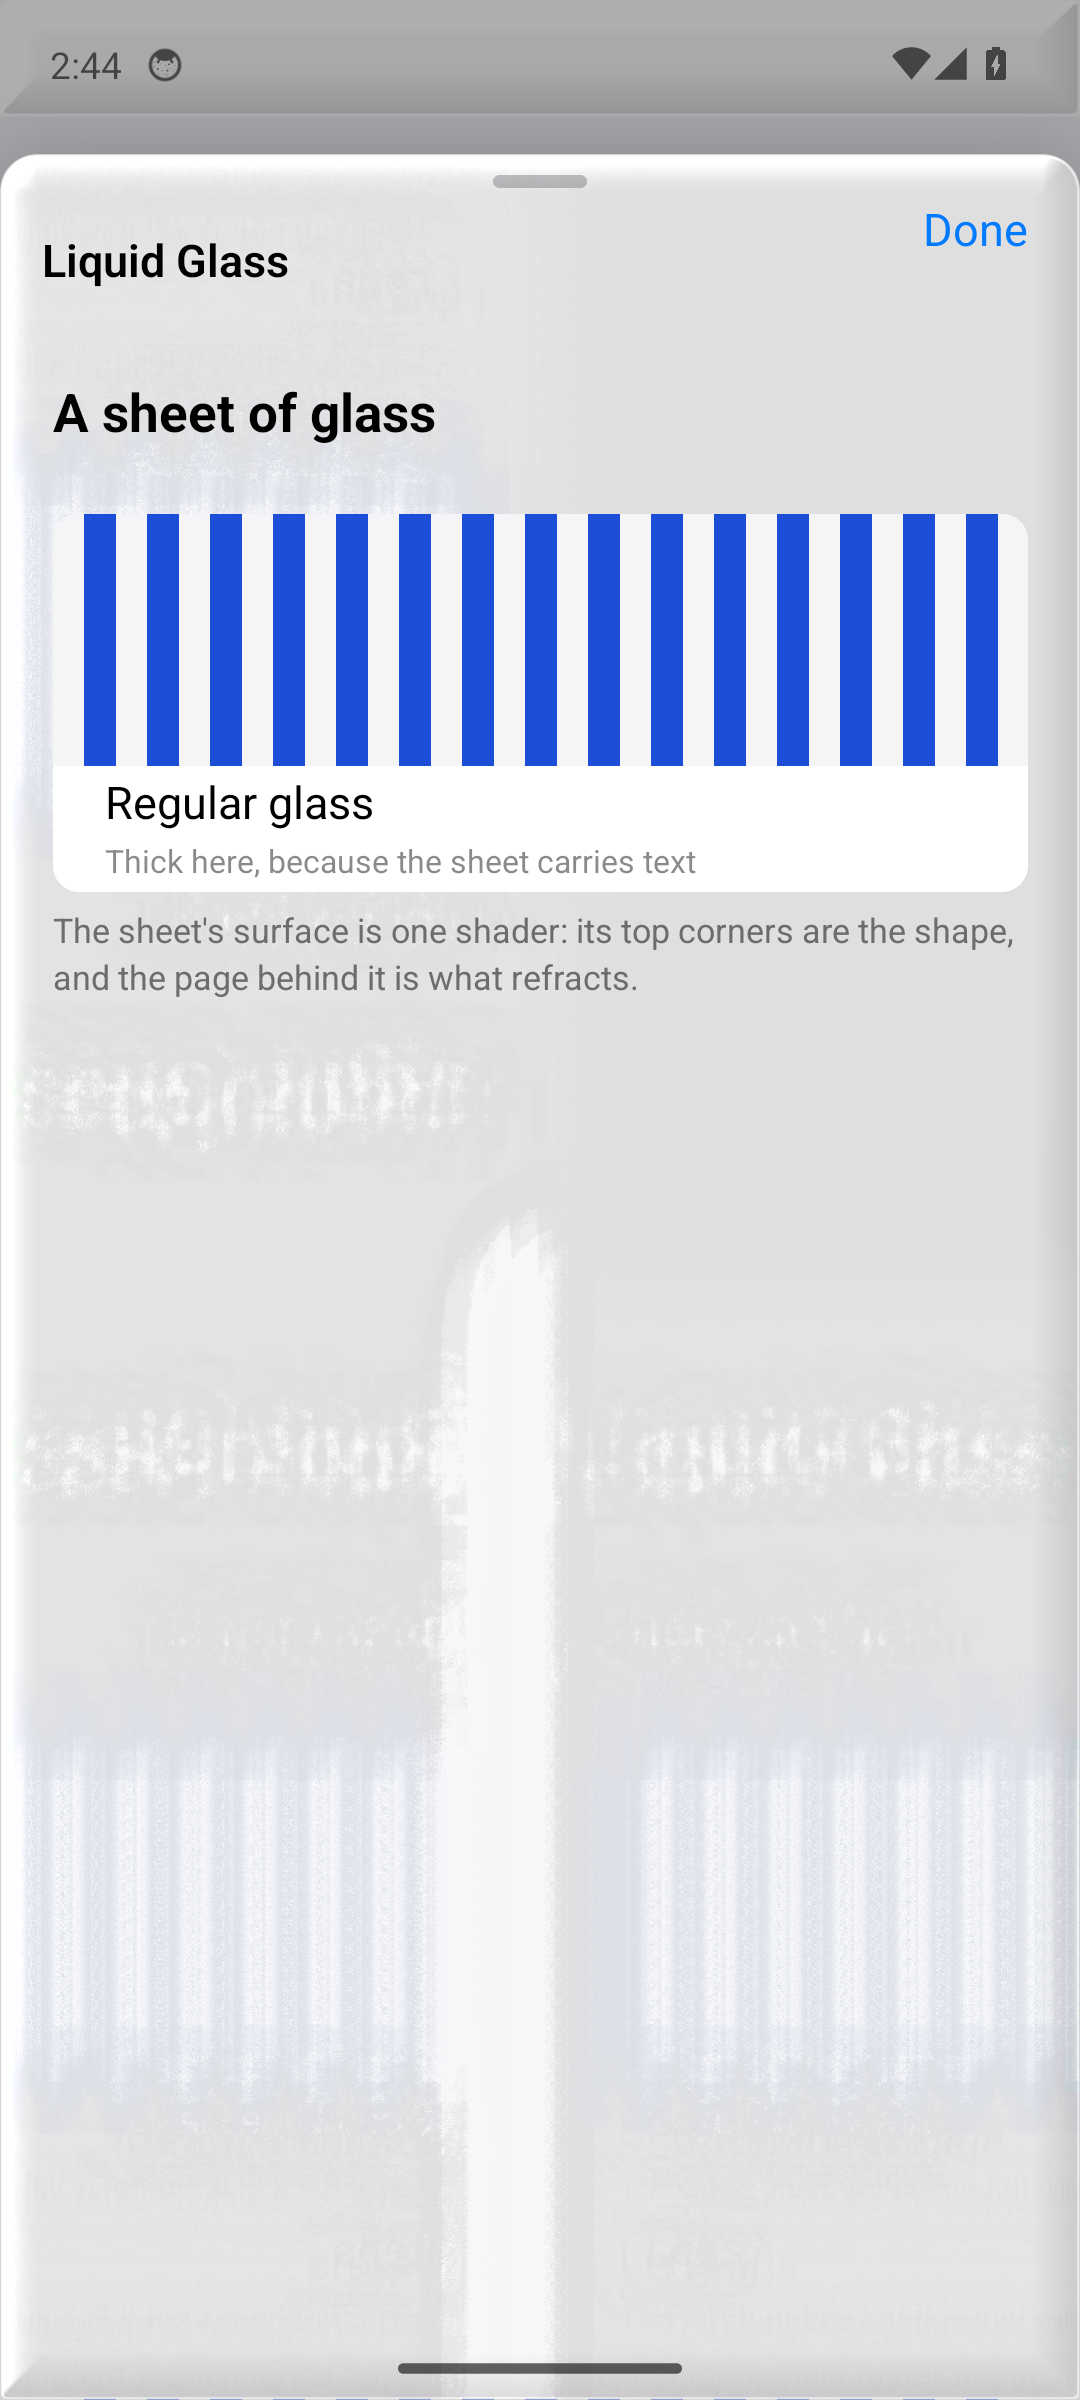 2:44
Done
Liquid Glass
A sheet of glass
Regular glass
Thick here, because the sheet carries text
The sheet's surface is one shader: its top corners are the shape,
and the page behind it is what refracts.